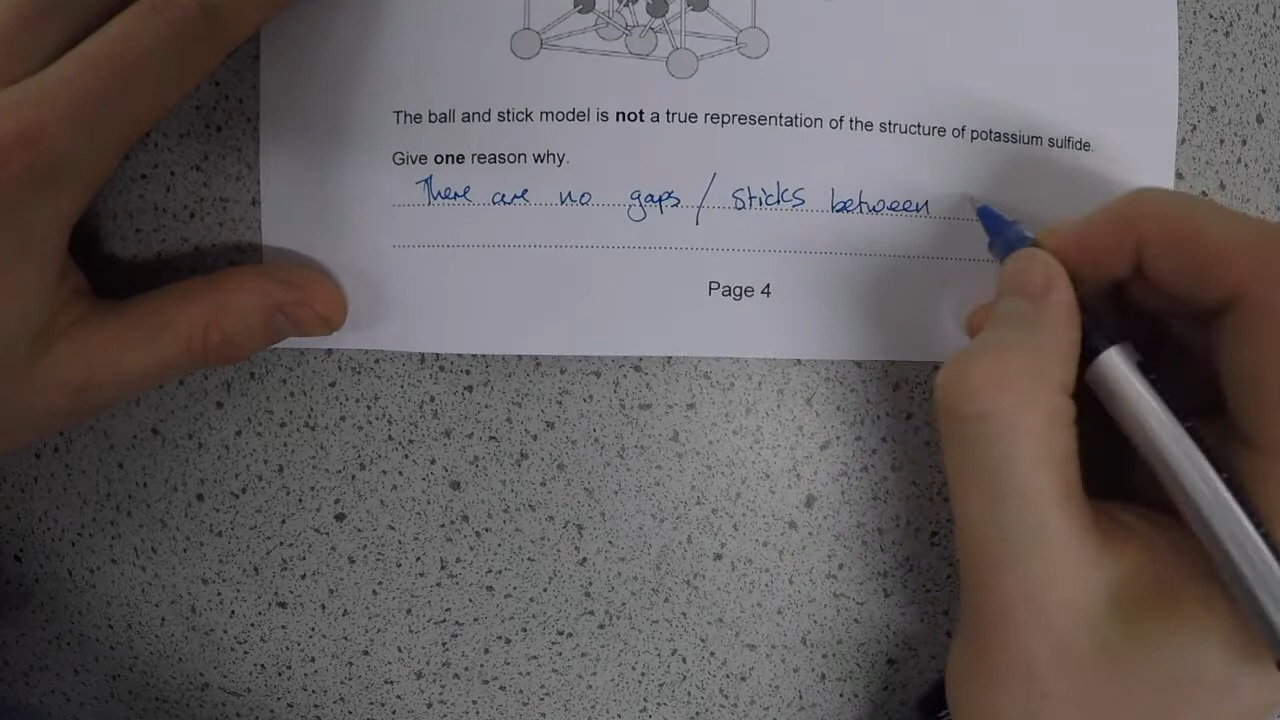 The ball and stick model is not a true representation of the structure of potassium sulfide.
Give one reason why.
There are no gaps / sticks between
Page 4